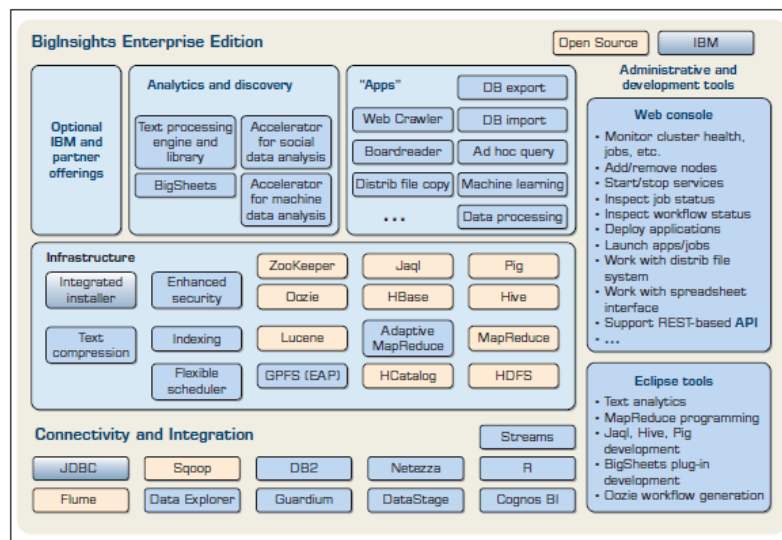 BigInsights Enterprise Edition
Open Source
IBM
Optional
IBM and
partner
offerings
Analytics and discovery
Text processing
engine and
library
Accelerator
for social
data analysis
BigSheets
Accelerator
for machine
data analysis
"Apps"
DB export
Web Crawler
DB import
Boardreader
Ad hoc query
Distrib file copy
Machine learning
...
Data processing
Administrative and
development tools
Web console
• Monitor cluster health,
jobs, etc.
• Add/remove nodes
• Start/stop services
• Inspect job status
• Inspect workflow status
• Deploy applications
• Launch apps/jobs
• Work with distrib file
system
• Work with spreadsheet
interface
• Support REST-based API
• ...
Infrastructure
Integrated
installer
Enhanced
security
ZooKeeper
Jaql
Pig
Oozie
HBase
Hive
Text
compression
Indexing
Lucene
Adaptive
MapReduce
MapReduce
Flexible
scheduler
GPFS (EAP)
HCatalog
HDFS
Eclipse tools
• Text analytics
• MapReduce programming
• Jaql, Hive, Pig
development
• BigSheets plug-in
development
• Oozie workflow generation
Connectivity and Integration
Streams
JDBC
Sqoop
DB2
Netezza
R
Flume
Data Explorer
Guardium
DataStage
Cognos BI